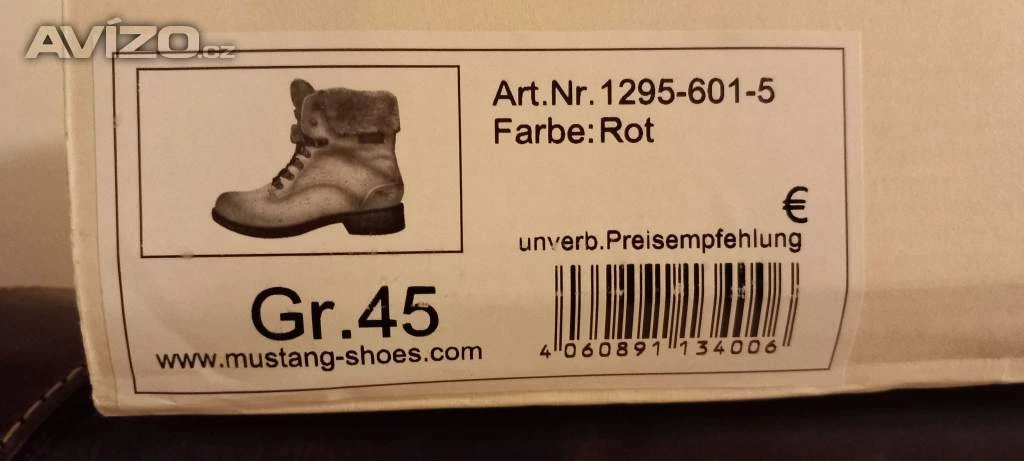 AVÍZO.cz
Art.Nr.1295-601-5
Farbe:Rot
€
unverb.Preisempfehlung
Gr.45
www.mustang-shoes.com
4 060891 134006